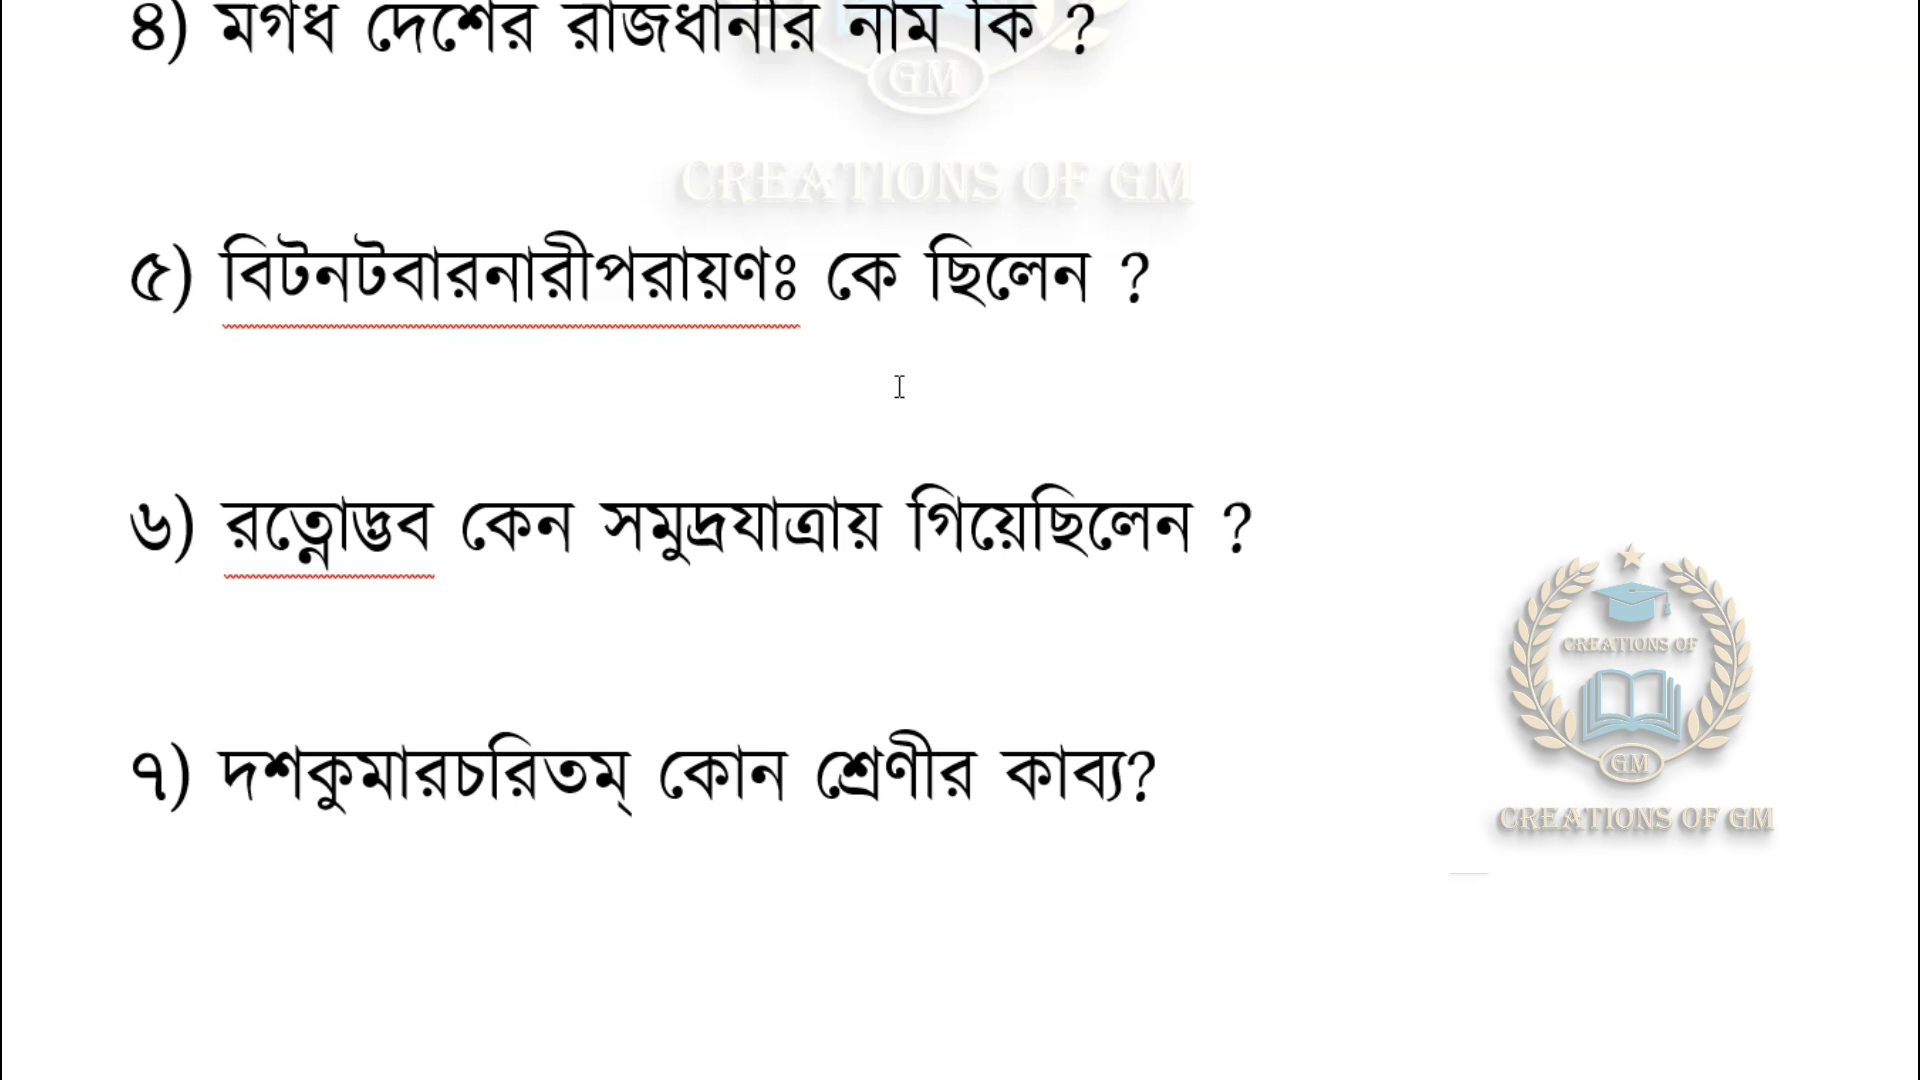 ৪) মগধ দেশের রাজধানীর নাম কি ?
GM
CREATIONS OF GM
৫) বিটনটবারনারীপরায়ণঃ কে ছিলেন ?
৬) রত্নোদ্ভব কেন সমুদ্রযাত্রায় গিয়েছিলেন ?
CREATIONS OF
GM
CREATIONS OF GM
৭) দশকুমারচরিতম্ কোন শ্রেণীর কাব্য?